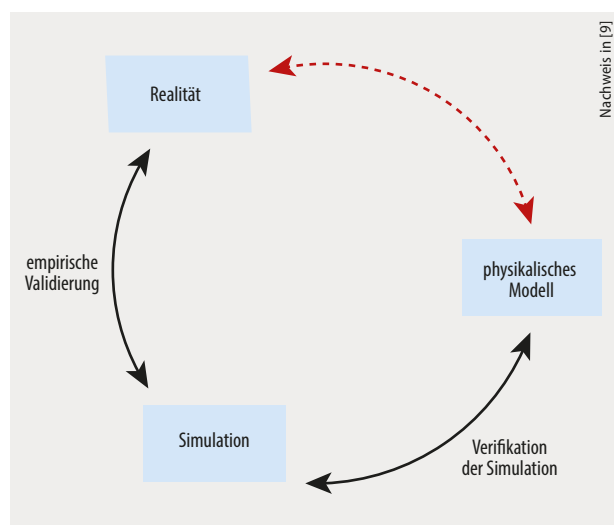 Nachweis in [9]
Realität
empirische
Validierung
physikalisches
Modell
Simulation
Verifikation
der Simulation